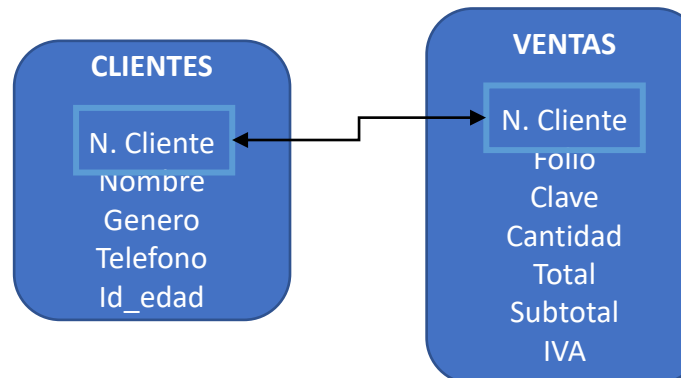 CLIENTES
N. Cliente
Nombre
Genero
Telefono
Id_edad
VENTAS
N. Cliente
Folio
Clave
Cantidad
Total
Subtotal
IVA